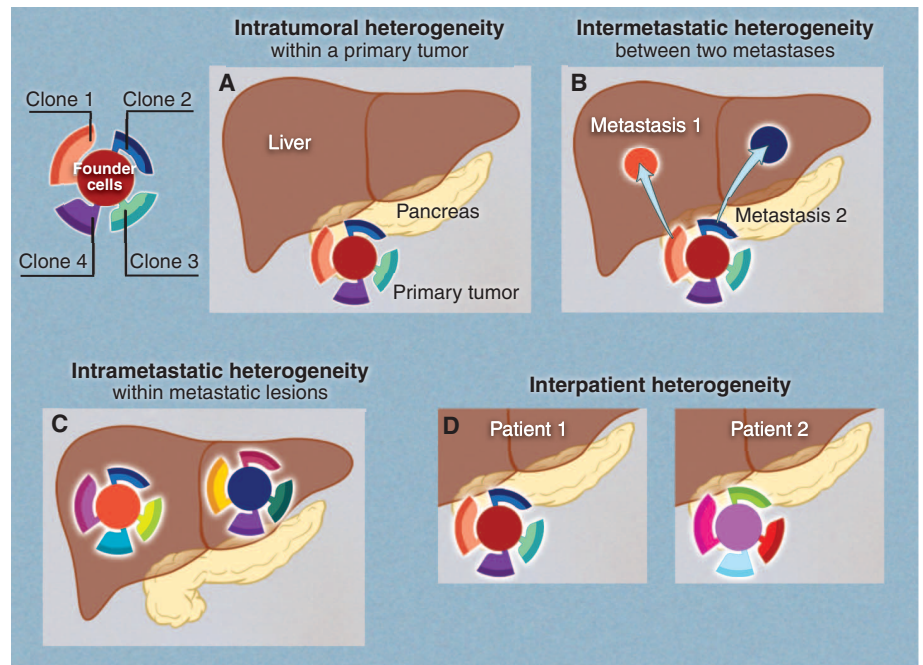 Intratumoral heterogeneity
within a primary tumor
Intermetastatic heterogeneity
between two metastases
Clone 1
Clone 2
Founder
cells
Clone 4
Clone 3
A
Liver
Pancreas
Primary tumor
B
Metastasis 1
Metastasis 2
Intrametastatic heterogeneity
within metastatic lesions
Interpatient heterogeneity
C
D
Patient 1
Patient 2